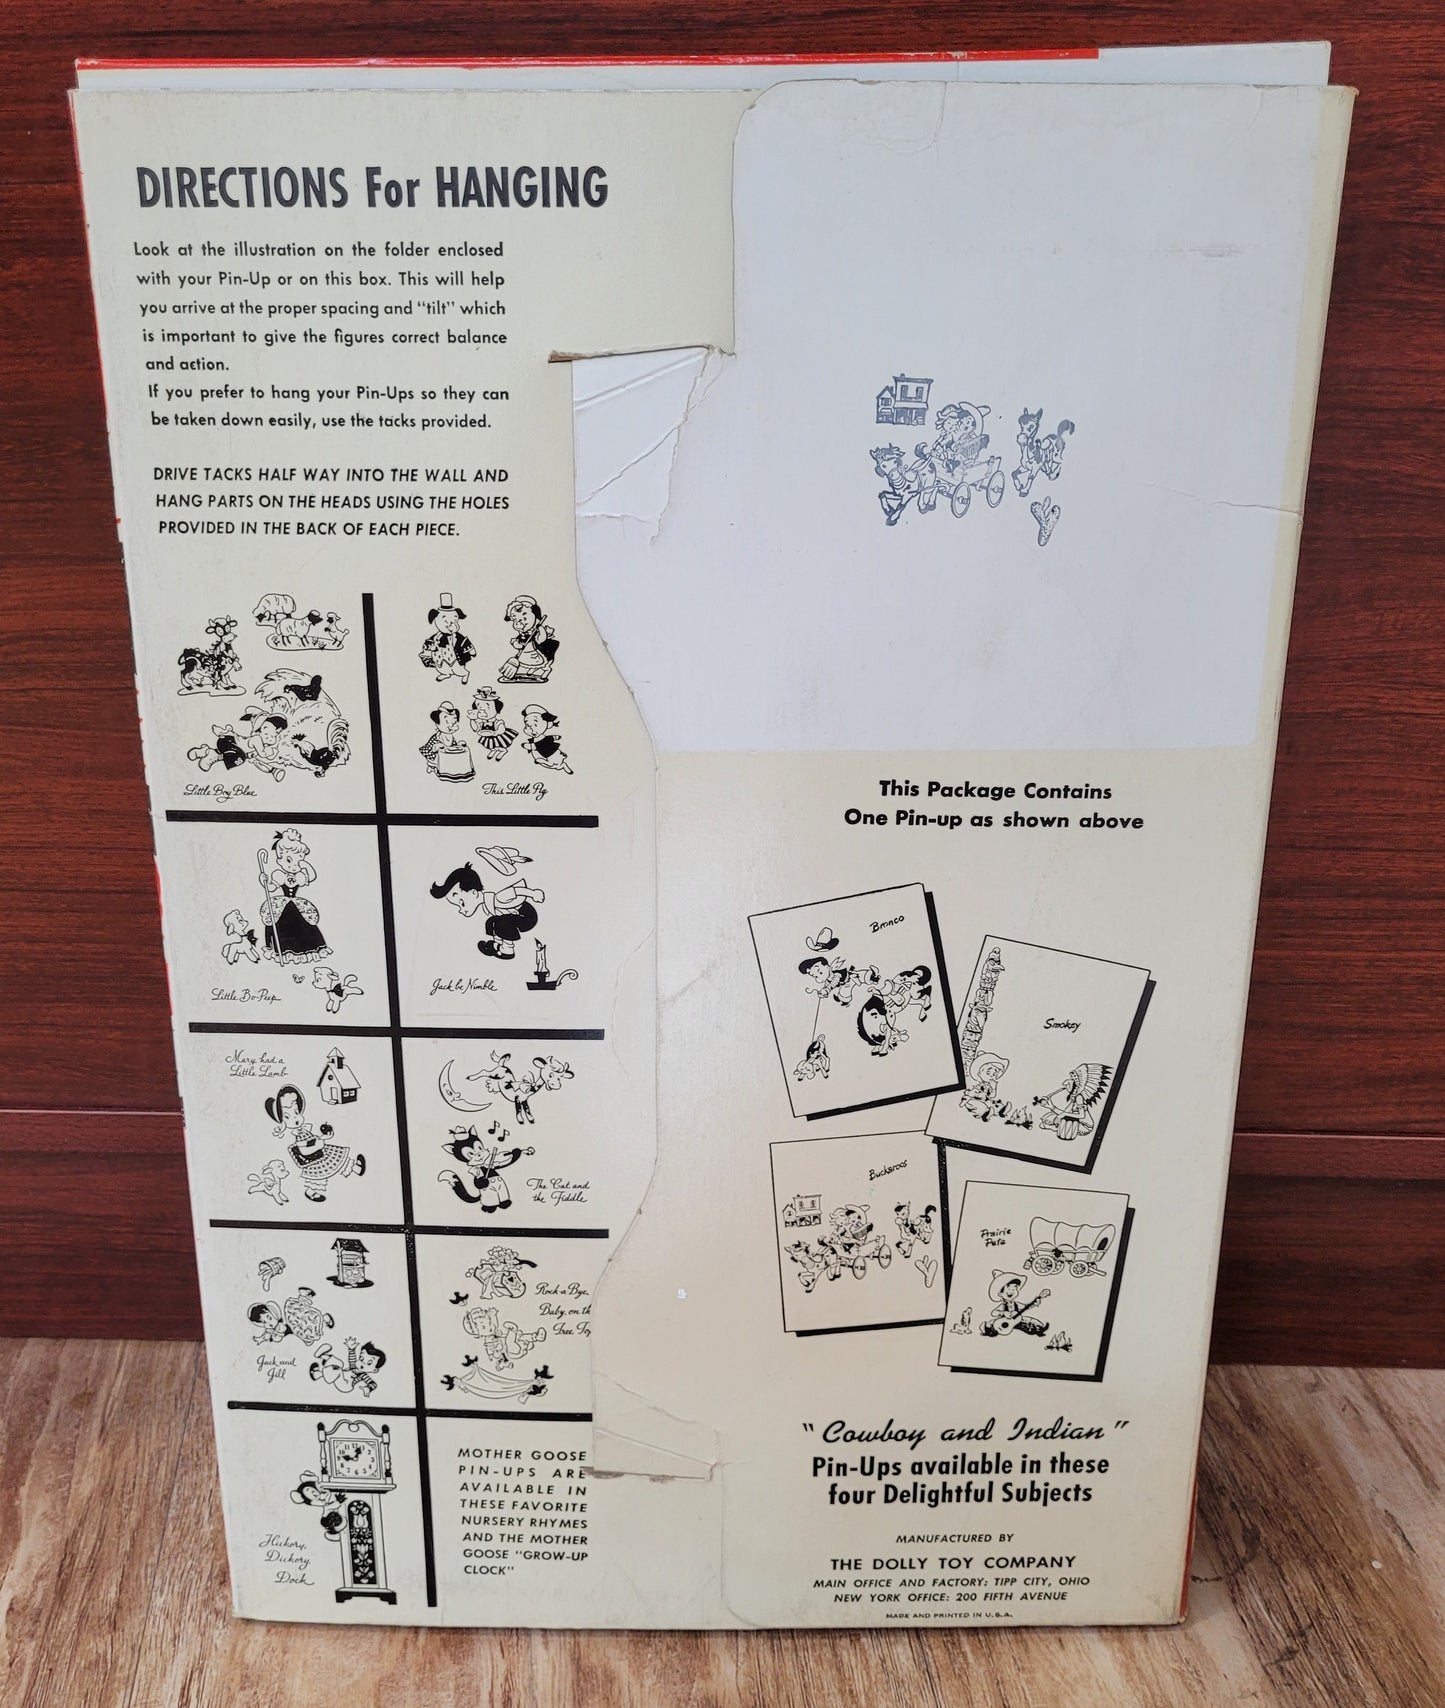 DIRECTIONS For HANGING
Look at the illustration on the folder enclosed
with your Pin-Up or on this box. This will help
you arrive at the proper spacing and "tilt" which
is important to give the figures correct balance
and action.
If you prefer to hang your Pin-Ups so they can
be taken down easily, use the tacks provided.
DRIVE TACKS HALF WAY INTO THE WALL AND
HANG PARTS ON THE HEADS USING THE HOLES
PROVIDED IN THE BACK OF EACH PIECE.
Little Boy Blue
This Little Pig
Little Bo-Peep
Jack be Nimble
Mary had a
Little Lamb
The Cat and
the Fiddle
Jack and
Jill
Rock-a-Bye
Baby, on th
Tree To
Hickory,
Dickory,
Dock
MOTHER GOOSE
PIN-UPS ARE
AVAILABLE IN
THESE FAVORITE
NURSERY RHYMES
AND THE MOTHER
GOOSE "GROW-UP
CLOCK"
This Package Contains
One Pin-up as shown above
Bronco
Smokey
Buckaroos
Prairie
Pete
"Cowboy and Indian"
Pin-Ups available in these
four Delightful Subjects
MANUFACTURED BY
THE DOLLY TOY COMPANY
MAIN OFFICE AND FACTORY: TIPP CITY, OHIO
NEW YORK OFFICE: 200 FIFTH AVENUE
MADE AND PRINTED IN U.S.A.